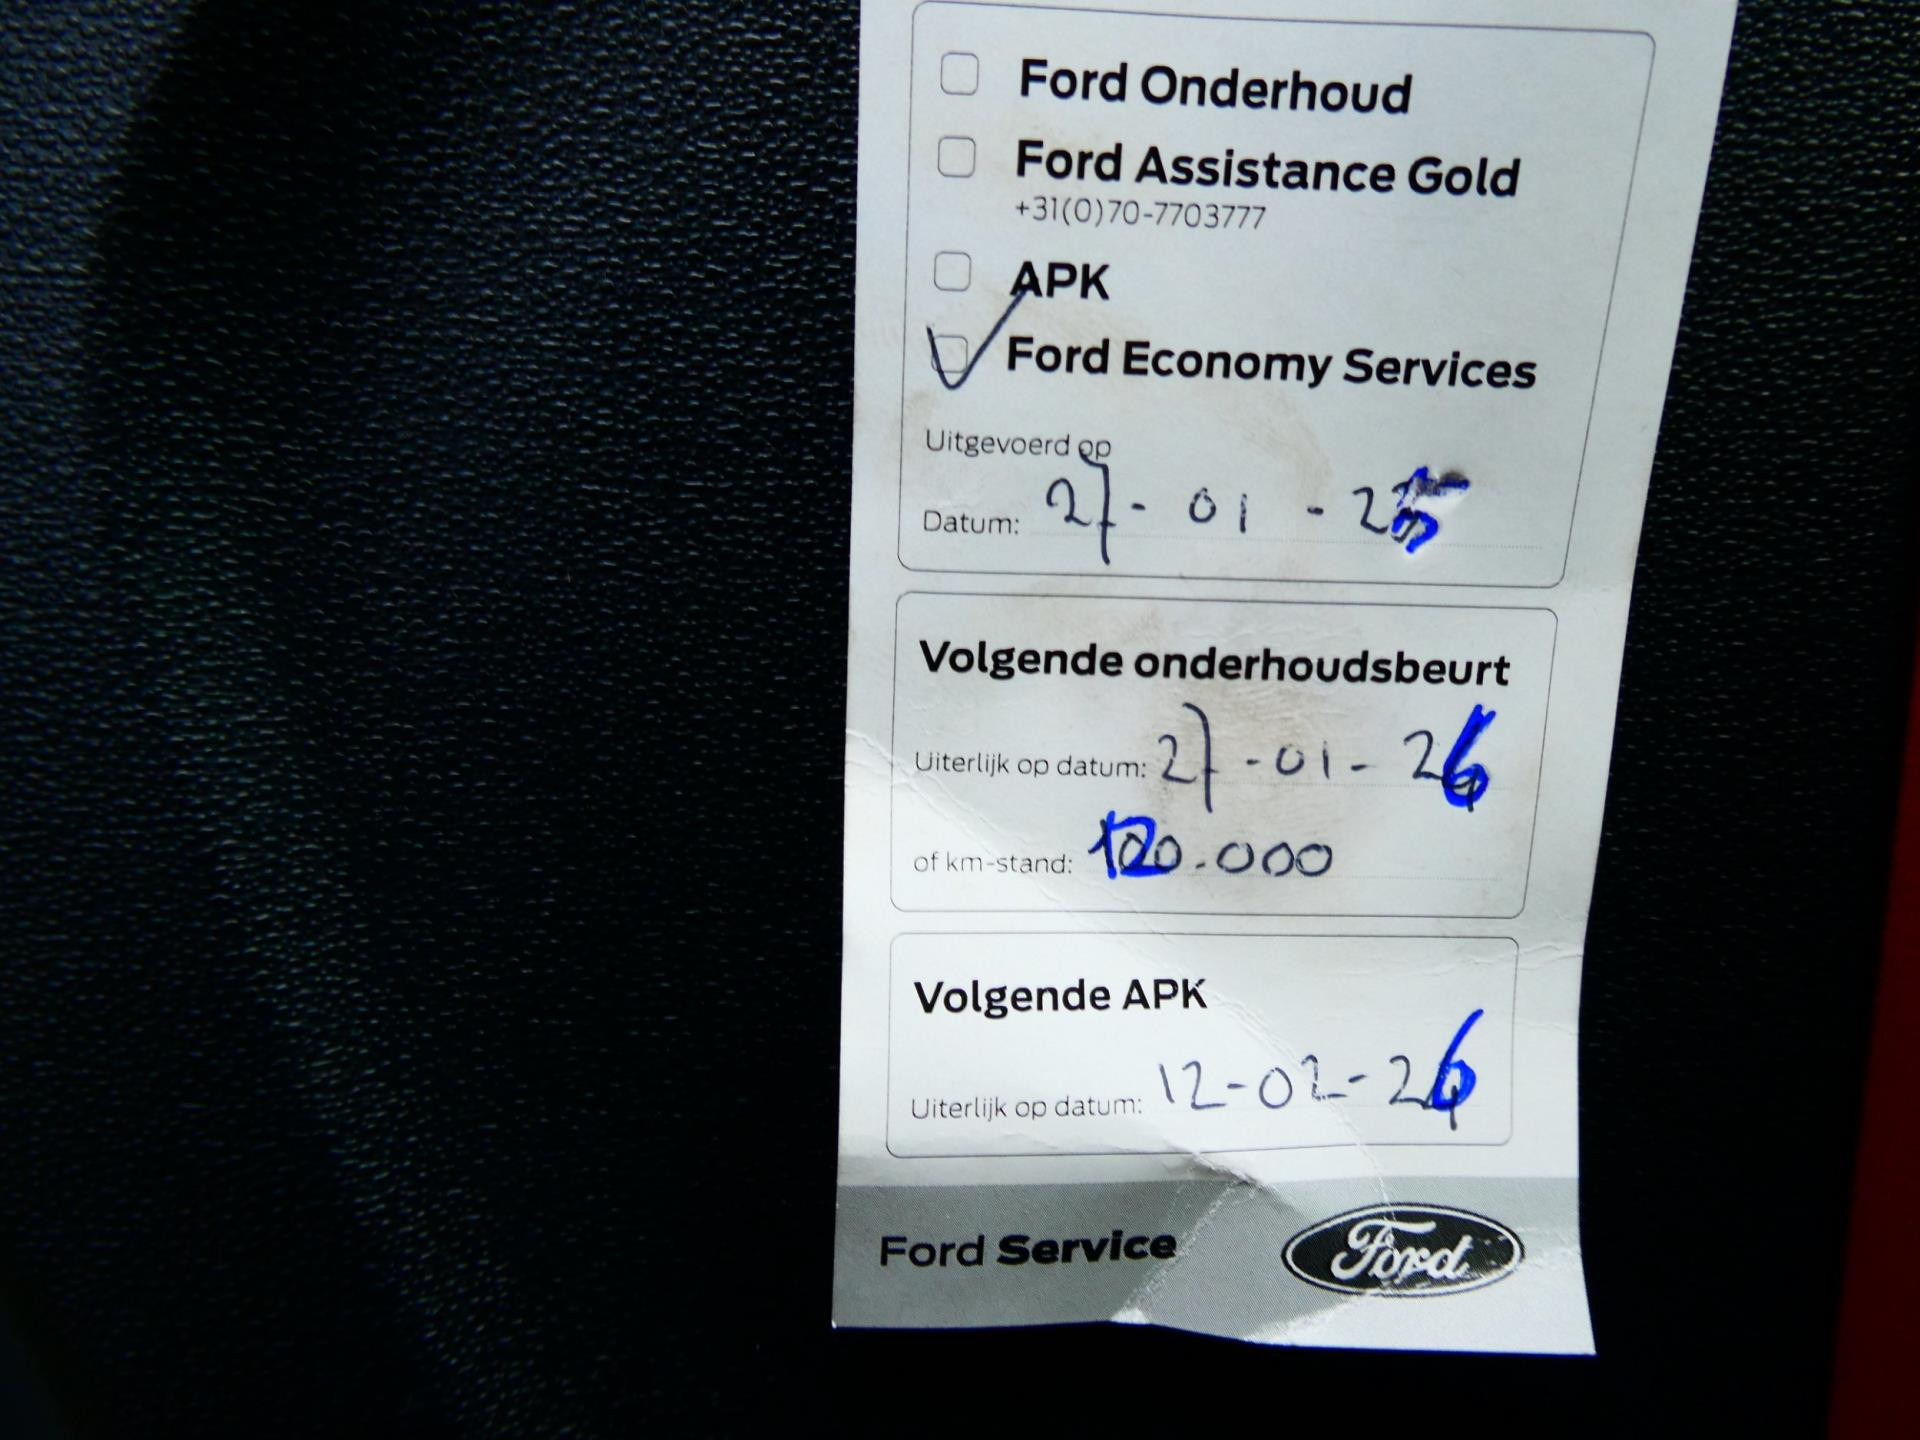 Ford Onderhoud
Ford Assistance Gold
+31(0)70-7703777
APK
Ford Economy Services
Uitgevoerd op
Datum: 27-01-25
Volgende onderhoudsbeurt
Uiterlijk op datum: 27-01-26
of km-stand: 120.000
Volgende APK
Uiterlijk op datum: 12-02-26
Ford Service
Ford